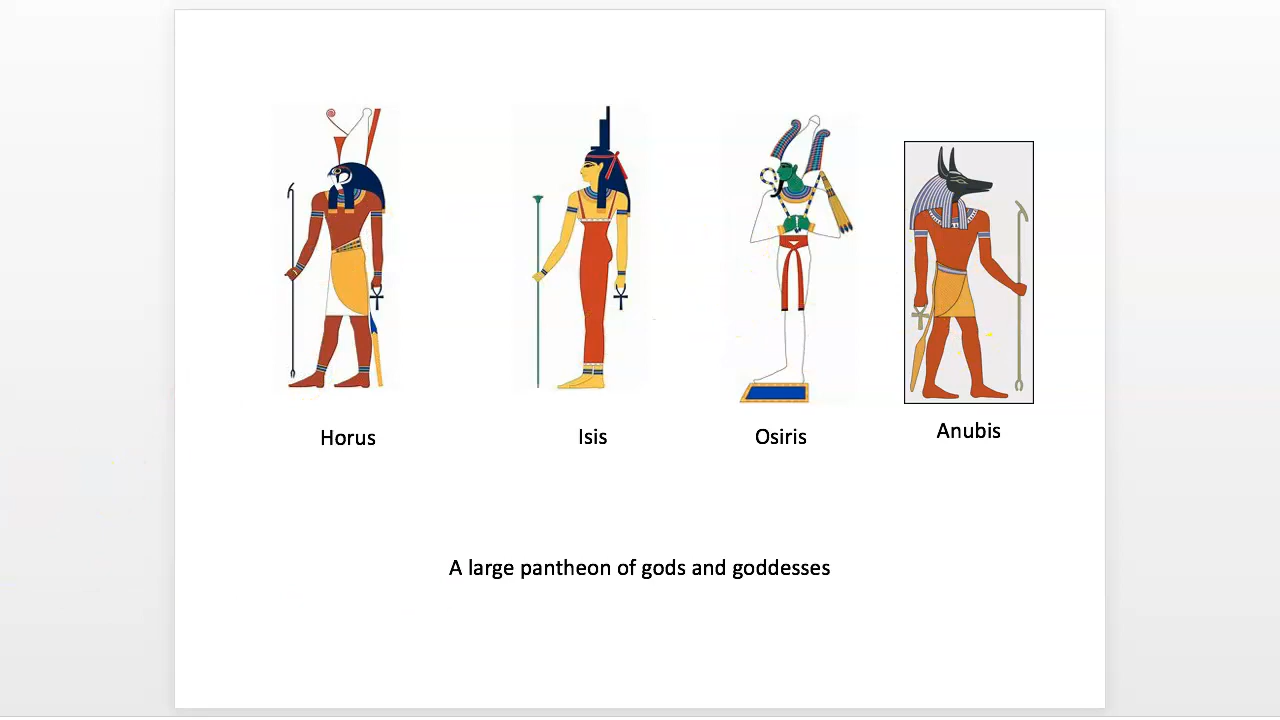 Horus
Isis
Osiris
Anubis
A large pantheon of gods and goddesses